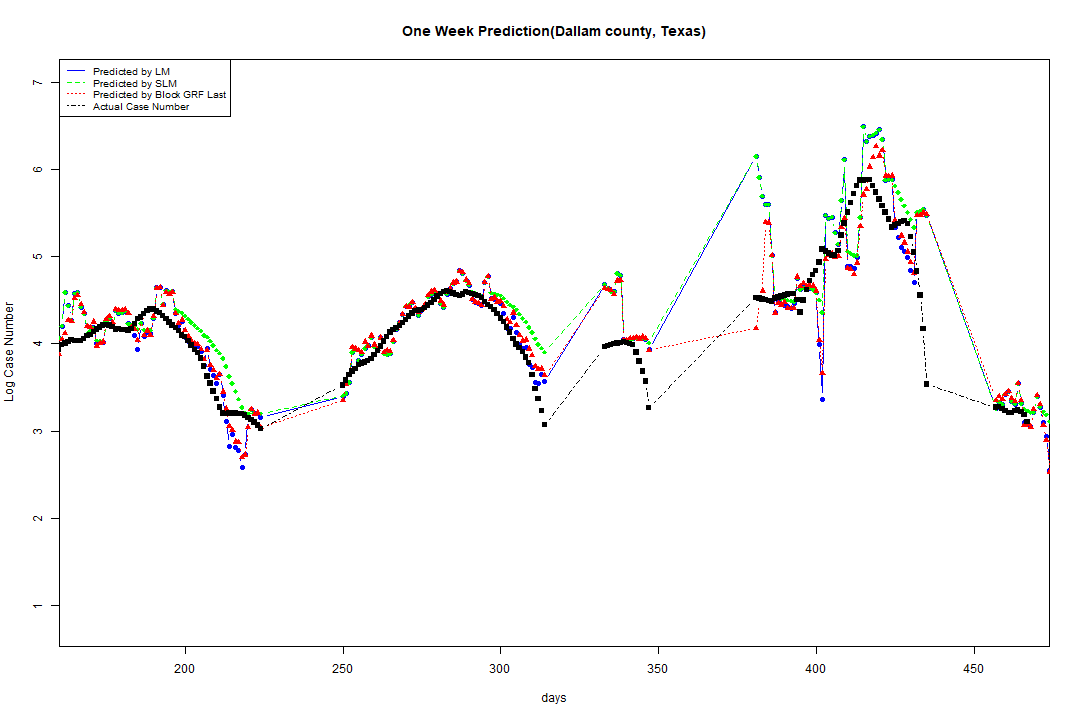 One Week Prediction(Dallam county, Texas)
Predicted by LM
Predicted by SLM
Predicted by Block GRF Last
Actual Case Number
Log Case Number
7
6
5
4
3
2
1
200 250 300 350 400 450
days